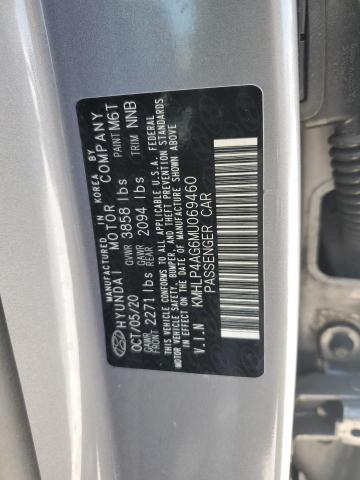 MANUFACTURED IN KOREA BY
HYUNDAI MOTOR COMPANY
OCT/05/20 GVWR 3858 lbs PAINT M6T
GAWR FRONT 2271 lbs GAWR REAR 2094 lbs TRIM NNB
THIS VEHICLE CONFORMS TO ALL APPLICABLE U.S.A. FEDERAL
MOTOR VEHICLE SAFETY, BUMPER, AND THEFT PREVENTION
STANDARDS IN EFFECT ON THE DATE OF MANUFACTURE SHOWN ABOVE.
V.I.N KMHLP4AG6MU069460
PASSENGER CAR